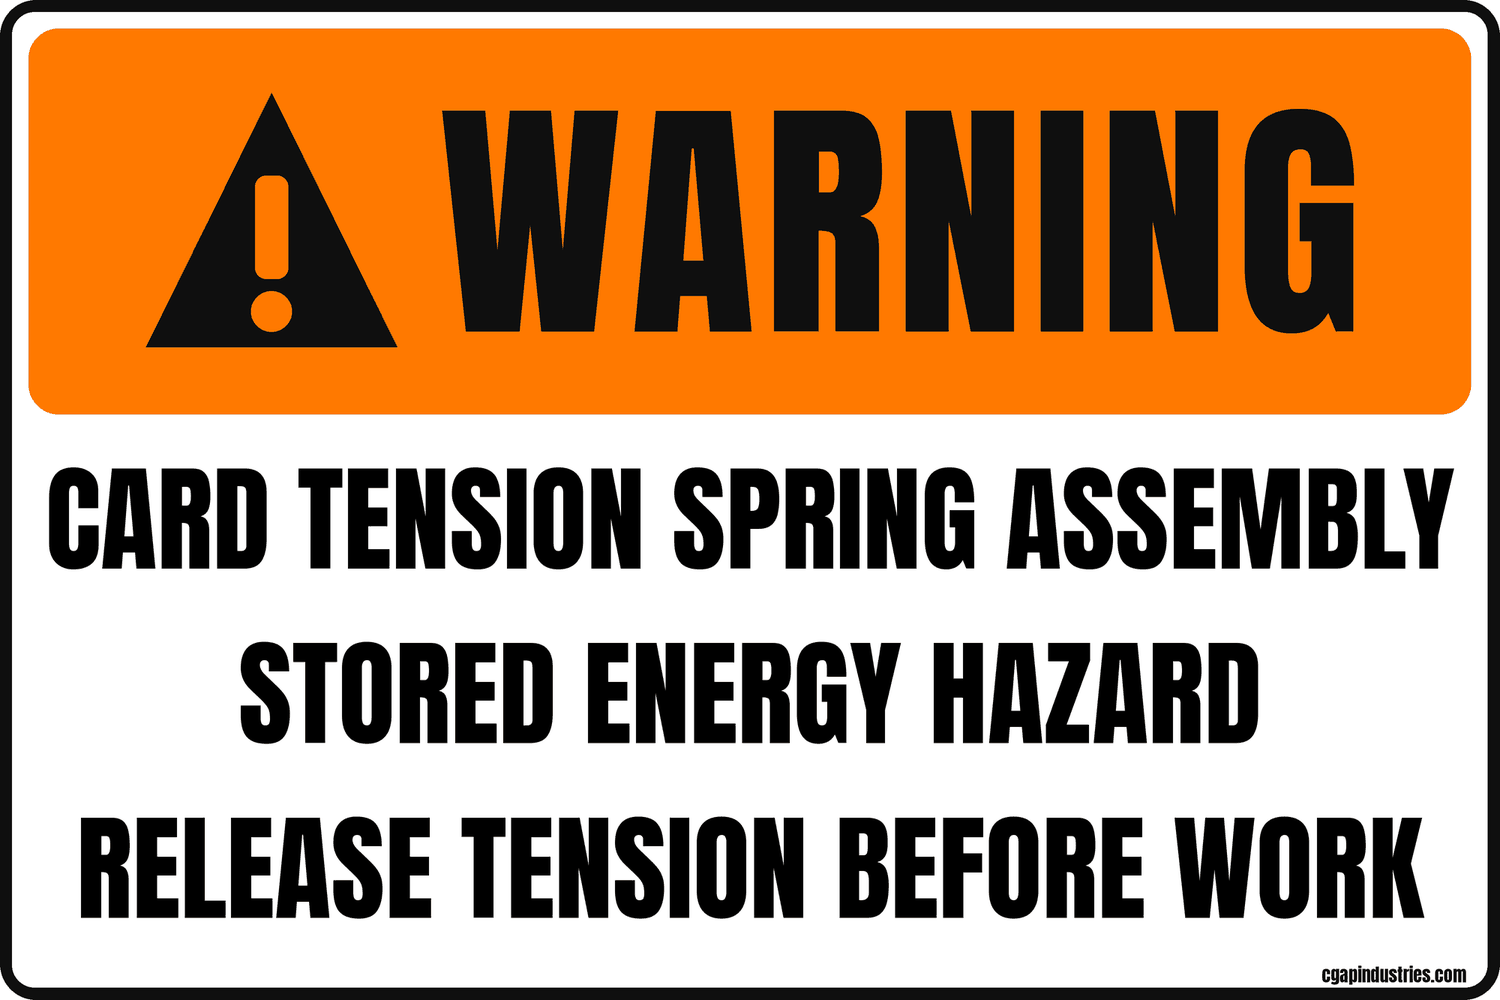 WARNING
CARD TENSION SPRING ASSEMBLY
STORED ENERGY HAZARD
RELEASE TENSION BEFORE WORK
cgapindustries.com